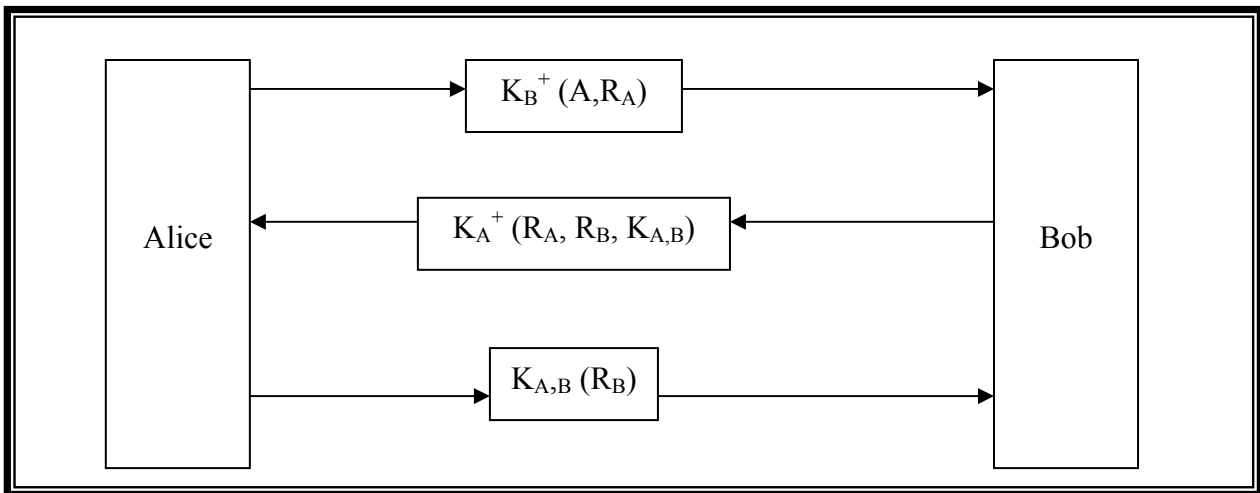 K_B^+ (A,R_A)
Alice
K_A^+ (R_A, R_B, K_A,B)
Bob
K_A,B (R_B)